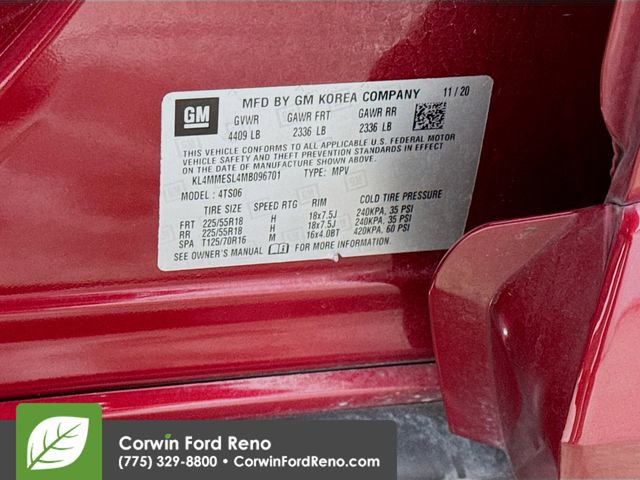 GM
MFD BY GM KOREA COMPANY 11/20
GVWR GAWR FRT GAWR RR
4409 LB 2336 LB 2336 LB
THIS VEHICLE CONFORMS TO ALL APPLICABLE U.S. FEDERAL MOTOR
VEHICLE SAFETY AND THEFT PREVENTION STANDARDS IN EFFECT
ON THE DATE OF MANUFACTURE SHOWN ABOVE.
KL4MMESL4MB096701 TYPE: MPV
MODEL : 4TS06
TIRE SIZE SPEED RTG RIM COLD TIRE PRESSURE
FRT 225/55R18 H 18x7.5J 240KPA, 35 PSI
RR 225/55R18 H 18x7.5J 240KPA, 35 PSI
SPA T125/70R16 M 16x4.0BT 420KPA, 60 PSI
SEE OWNER'S MANUAL FOR MORE INFORMATION.
Corwin Ford Reno
(775) 329-8800 • CorwinFordReno.com